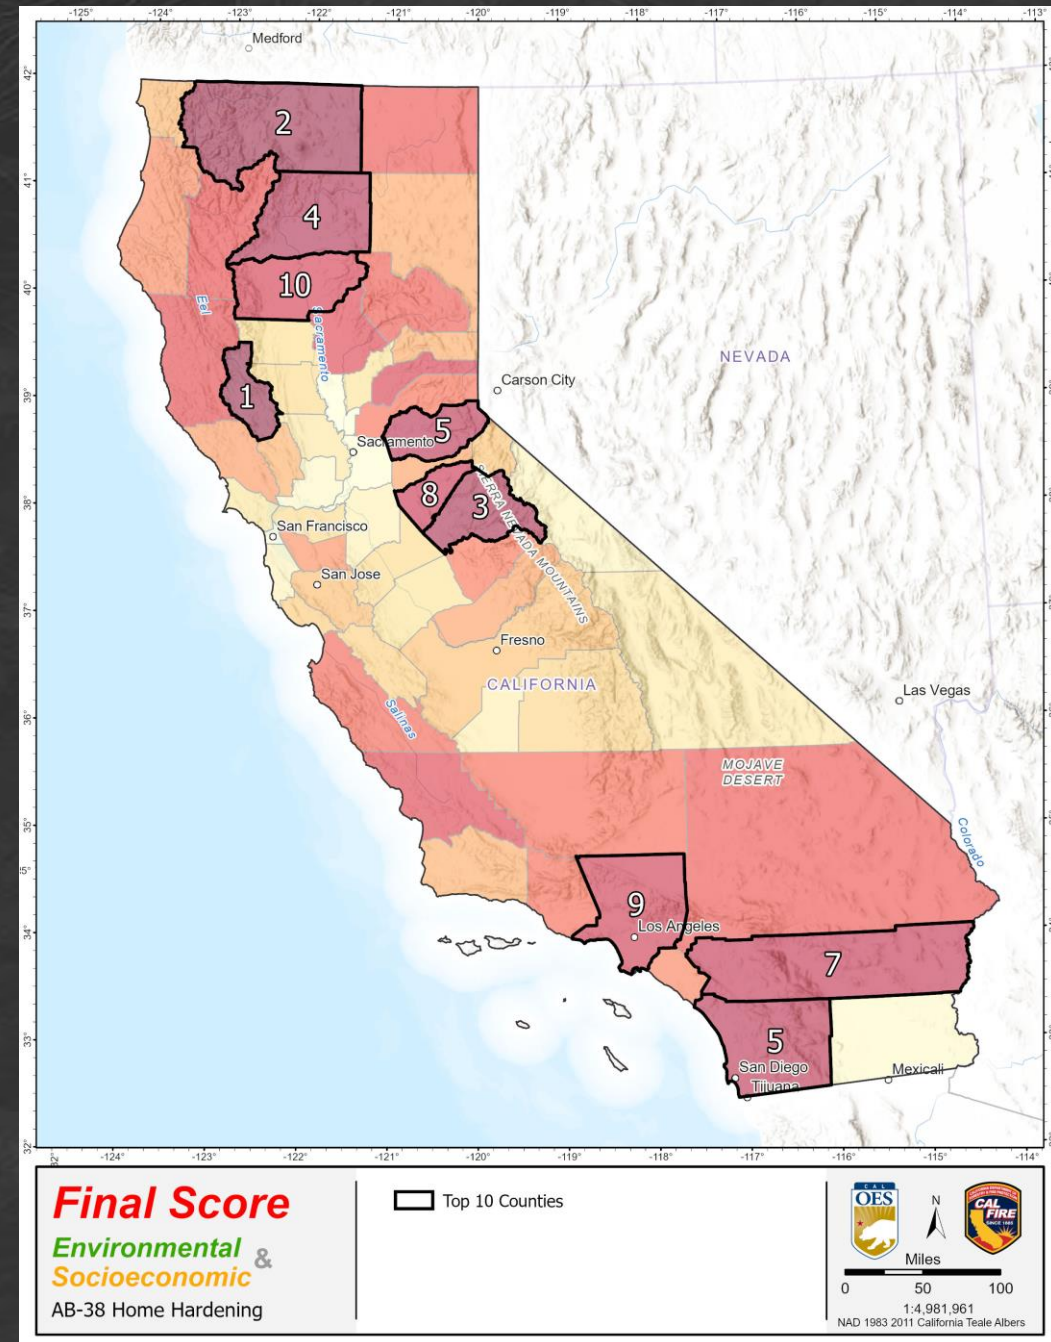 -125°
-124°
-123°
-122°
-121°
-120°
-119°
-118°
-117°
-116°
-115°
-114°
-113°
42°
41°
40°
39°
38°
37°
36°
35°
34°
33°
32°
Medford
2
4
10
Eel
Sacramento
1
NEVADA
Carson City
5
Sacramento
8
3
SIERRA NEVADA MOUNTAINS
San Francisco
San Jose
Fresno
CALIFORNIA
Las Vegas
Salinas
MOJAVE
DESERT
Colorado
35°
9
Los Angeles
7
5
San Diego
Tijuana
Mexicali
32°
-124°
-123°
-122°
-121°
-120°
-119°
-118°
-117°
-116°
-115°
-114°
Final Score
Environmental &
Socioeconomic
AB-38 Home Hardening
Top 10 Counties
CAL
OES
N
CAL
FIRE
SINCE 1885
Miles
0 50 100
1:4,981,961
NAD 1983 2011 California Teale Albers